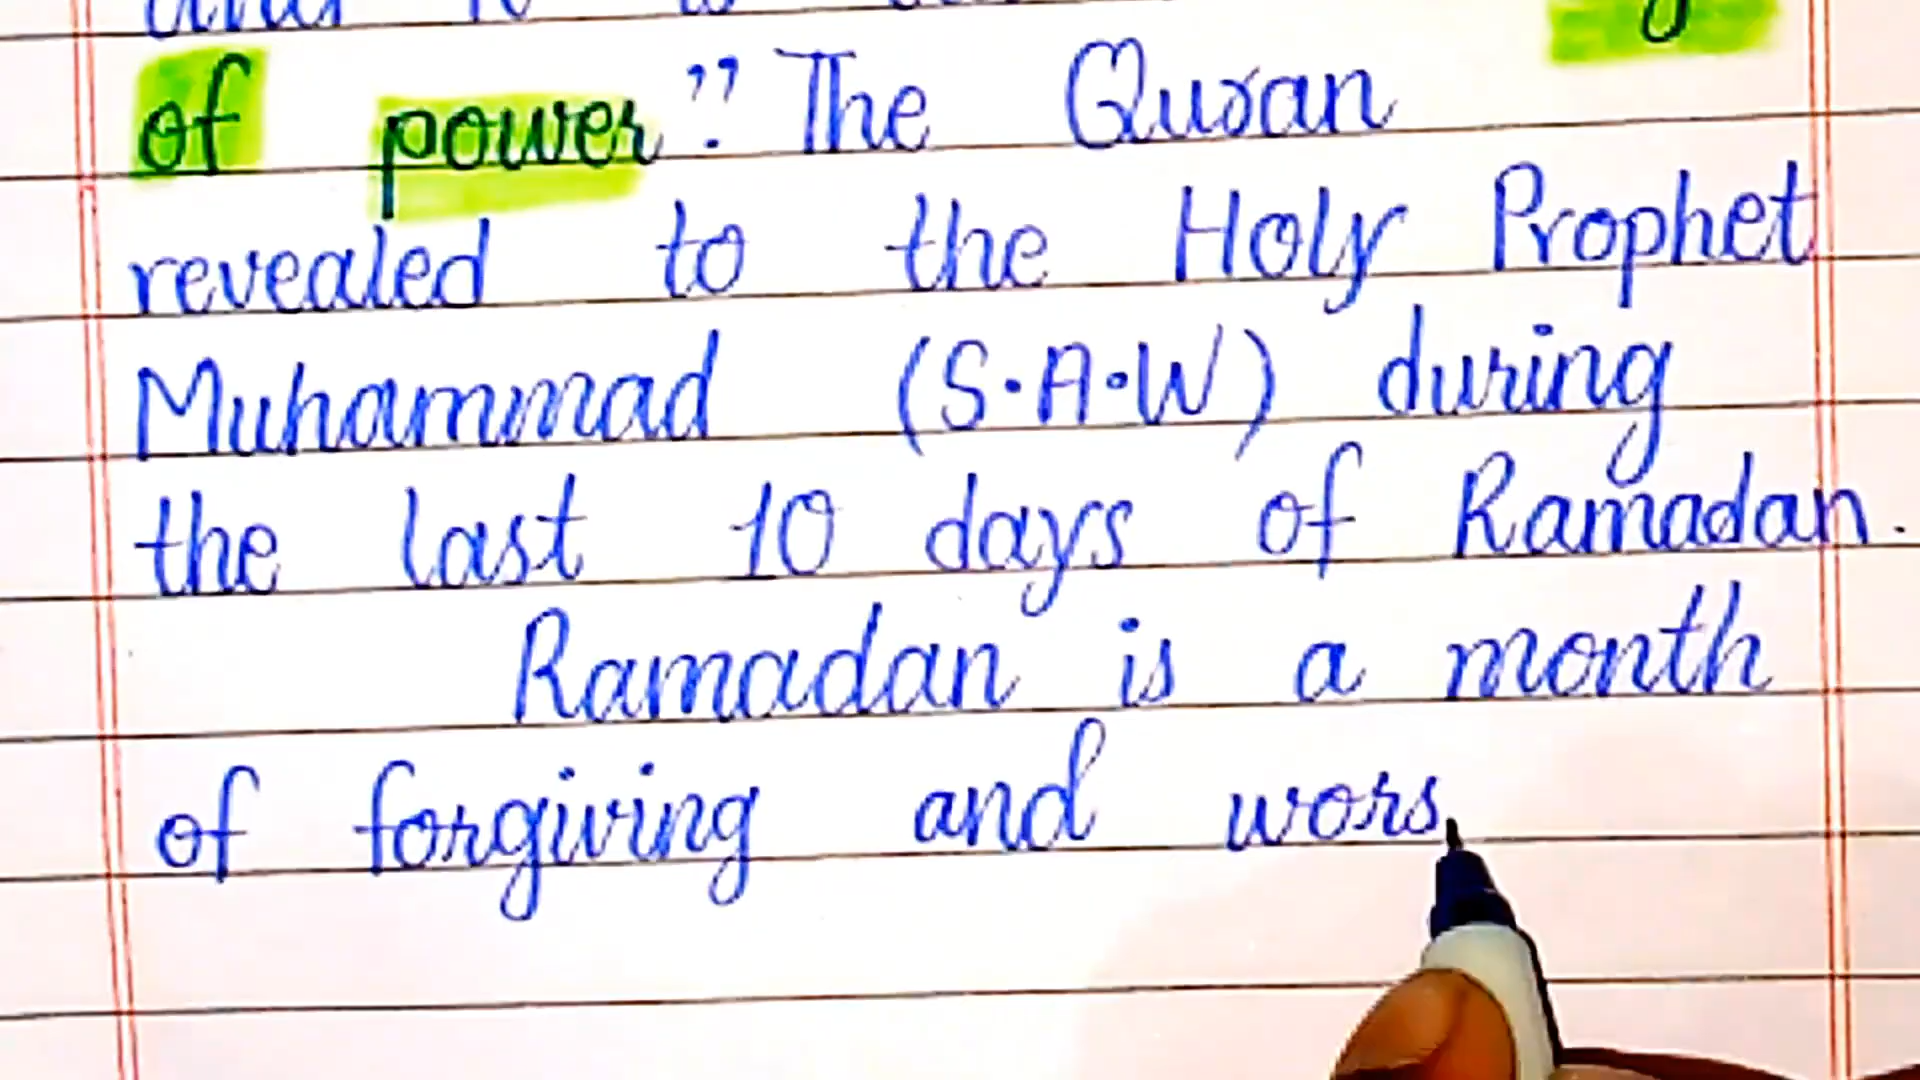 of power". The Quran
revealed to the Holy Prophet
Muhammad (S.A.W) during
the last 10 days of Ramadan.
Ramadan is a month
of forgiving and wors